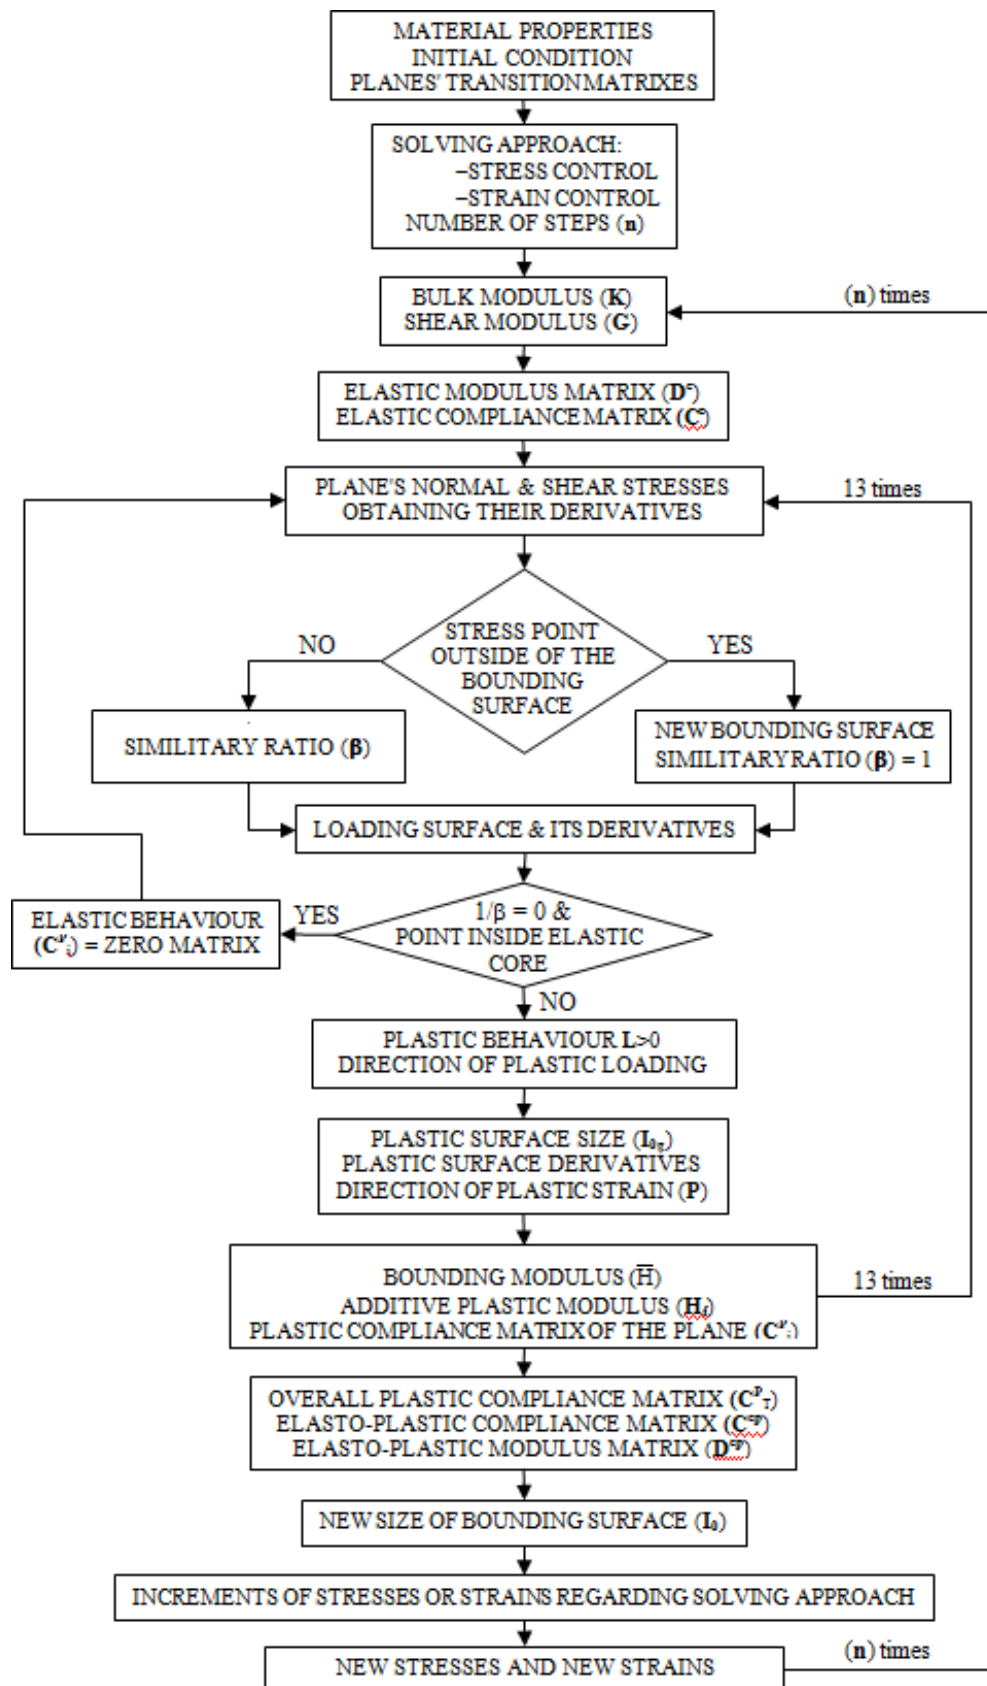 MATERIAL PROPERTIES
INITIAL CONDITION
PLANES' TRANSITION MATRIXES
SOLVING APPROACH:
–STRESS CONTROL
–STRAIN CONTROL
NUMBER OF STEPS (n)
BULK MODULUS (K)
SHEAR MODULUS (G)
(n) times
ELASTIC MODULUS MATRIX (Dᵉ)
ELASTIC COMPLIANCE MATRIX (Cᵉ)
PLANE'S NORMAL & SHEAR STRESSES
OBTAINING THEIR DERIVATIVES
13 times
STRESS POINT
OUTSIDE OF THE
BOUNDING
SURFACE
NO
YES
SIMILITARY RATIO (β)
NEW BOUNDING SURFACE
SIMILITARY RATIO (β) = 1
LOADING SURFACE & ITS DERIVATIVES
1/β = 0 &
POINT INSIDE ELASTIC
CORE
YES
ELASTIC BEHAVIOUR
(Cᵖᵢ) = ZERO MATRIX
NO
PLASTIC BEHAVIOUR L>0
DIRECTION OF PLASTIC LOADING
PLASTIC SURFACE SIZE (I₀g)
PLASTIC SURFACE DERIVATIVES
DIRECTION OF PLASTIC STRAIN (P)
BOUNDING MODULUS (H̅)
ADDITIVE PLASTIC MODULUS (Hf)
PLASTIC COMPLIANCE MATRIX OF THE PLANE (Cᵖᵢ)
13 times
OVERALL PLASTIC COMPLIANCE MATRIX (Cᵖ_T)
ELASTO-PLASTIC COMPLIANCE MATRIX (Cᵉᵖ)
ELASTO-PLASTIC MODULUS MATRIX (Dᵉᵖ)
NEW SIZE OF BOUNDING SURFACE (I₀)
INCREMENTS OF STRESSES OR STRAINS REGARDING SOLVING APPROACH
NEW STRESSES AND NEW STRAINS
(n) times